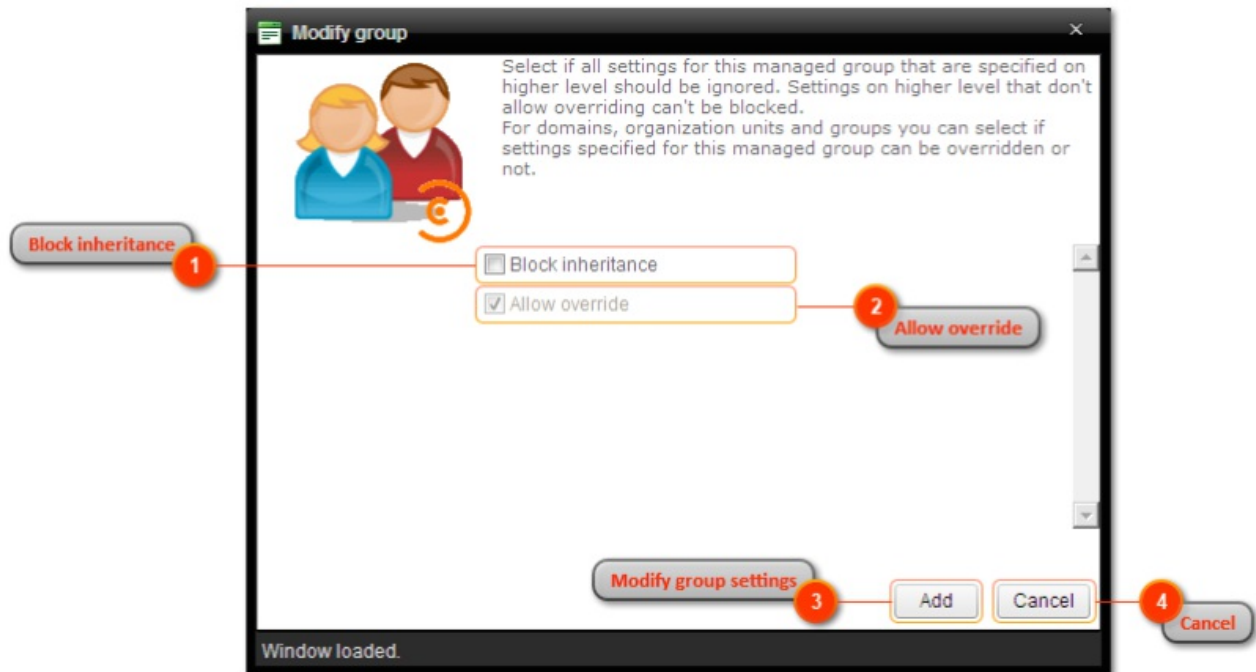 Modify group
Select if all settings for this managed group that are specified on
higher level should be ignored. Settings on higher level that don't
allow overriding can't be blocked.
For domains, organization units and groups you can select if
settings specified for this managed group can be overridden or
not.
Block inheritance
1
Block inheritance
Allow override
2
Allow override
Modify group settings
3
Add
Cancel
4
Cancel
Window loaded.